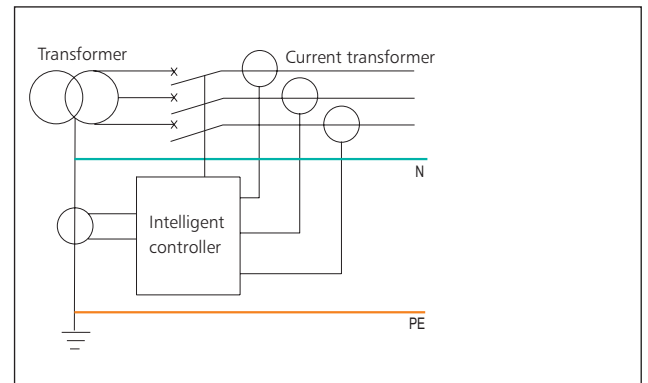 Transformer
Current transformer
N
Intelligent
controller
PE